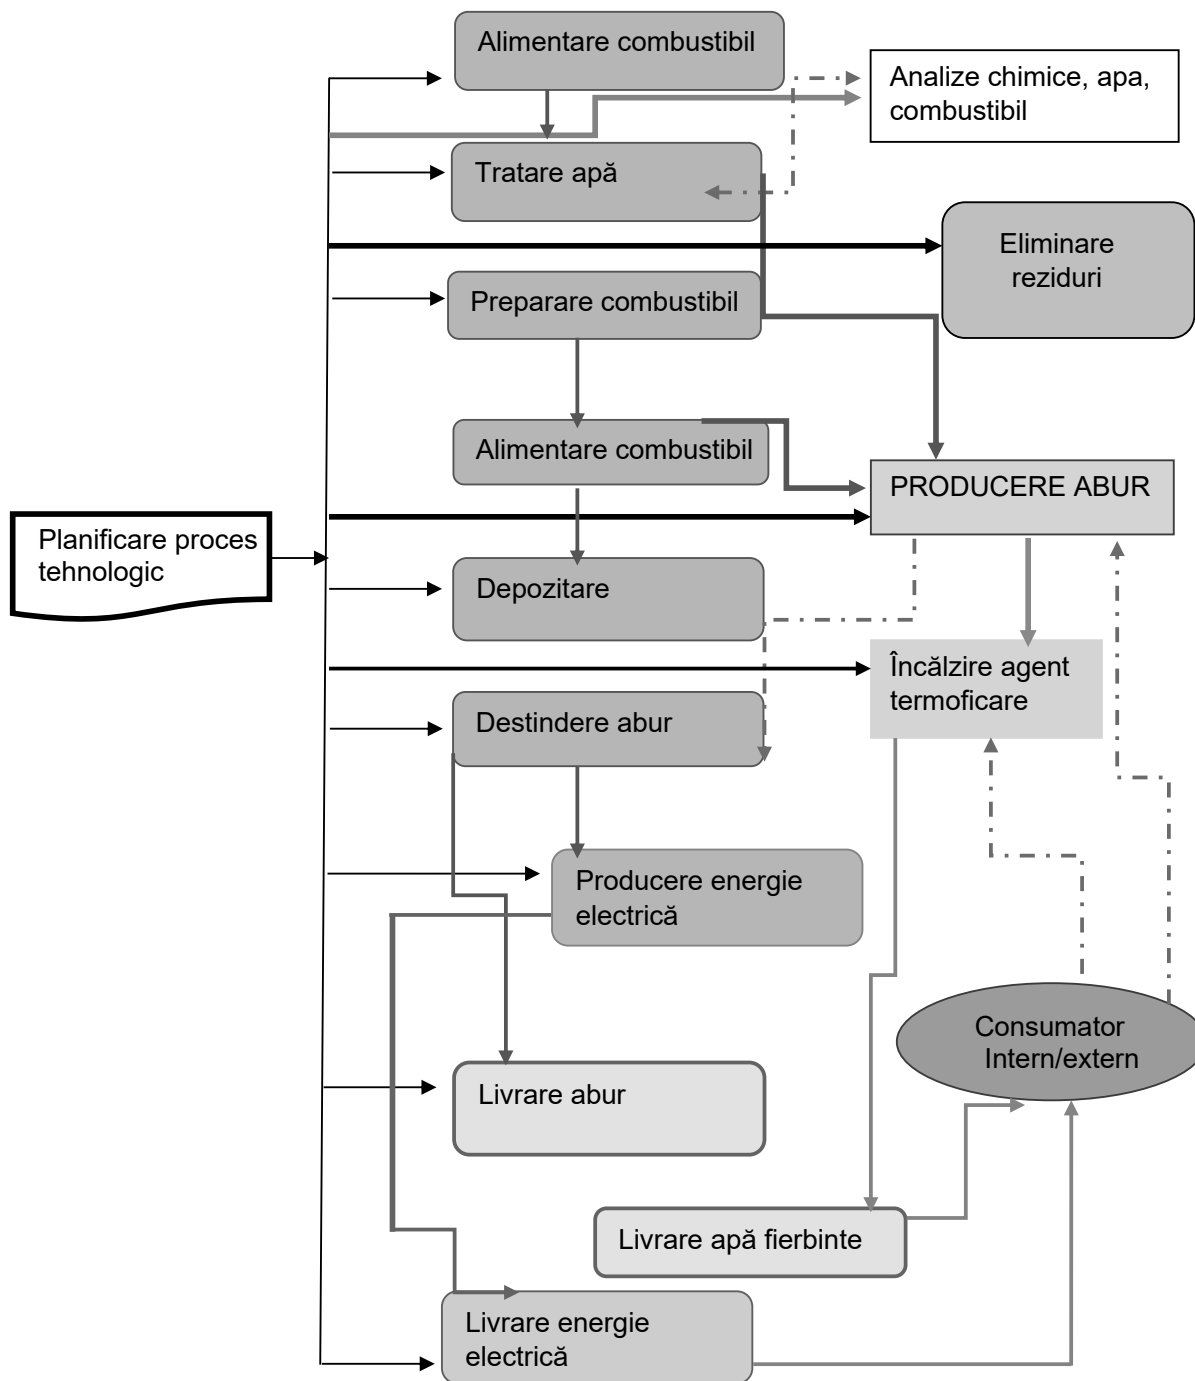 Alimentare combustibil
Analize chimice, apa,
combustibil
Tratare apă
Eliminare
reziduri
Preparare combustibil
Alimentare combustibil
PRODUCERE ABUR
Planificare proces
tehnologic
Depozitare
Încălzire agent
termoficare
Destindere abur
Producere energie
electrică
Consumator
Intern/extern
Livrare abur
Livrare apă fierbinte
Livrare energie
electrică